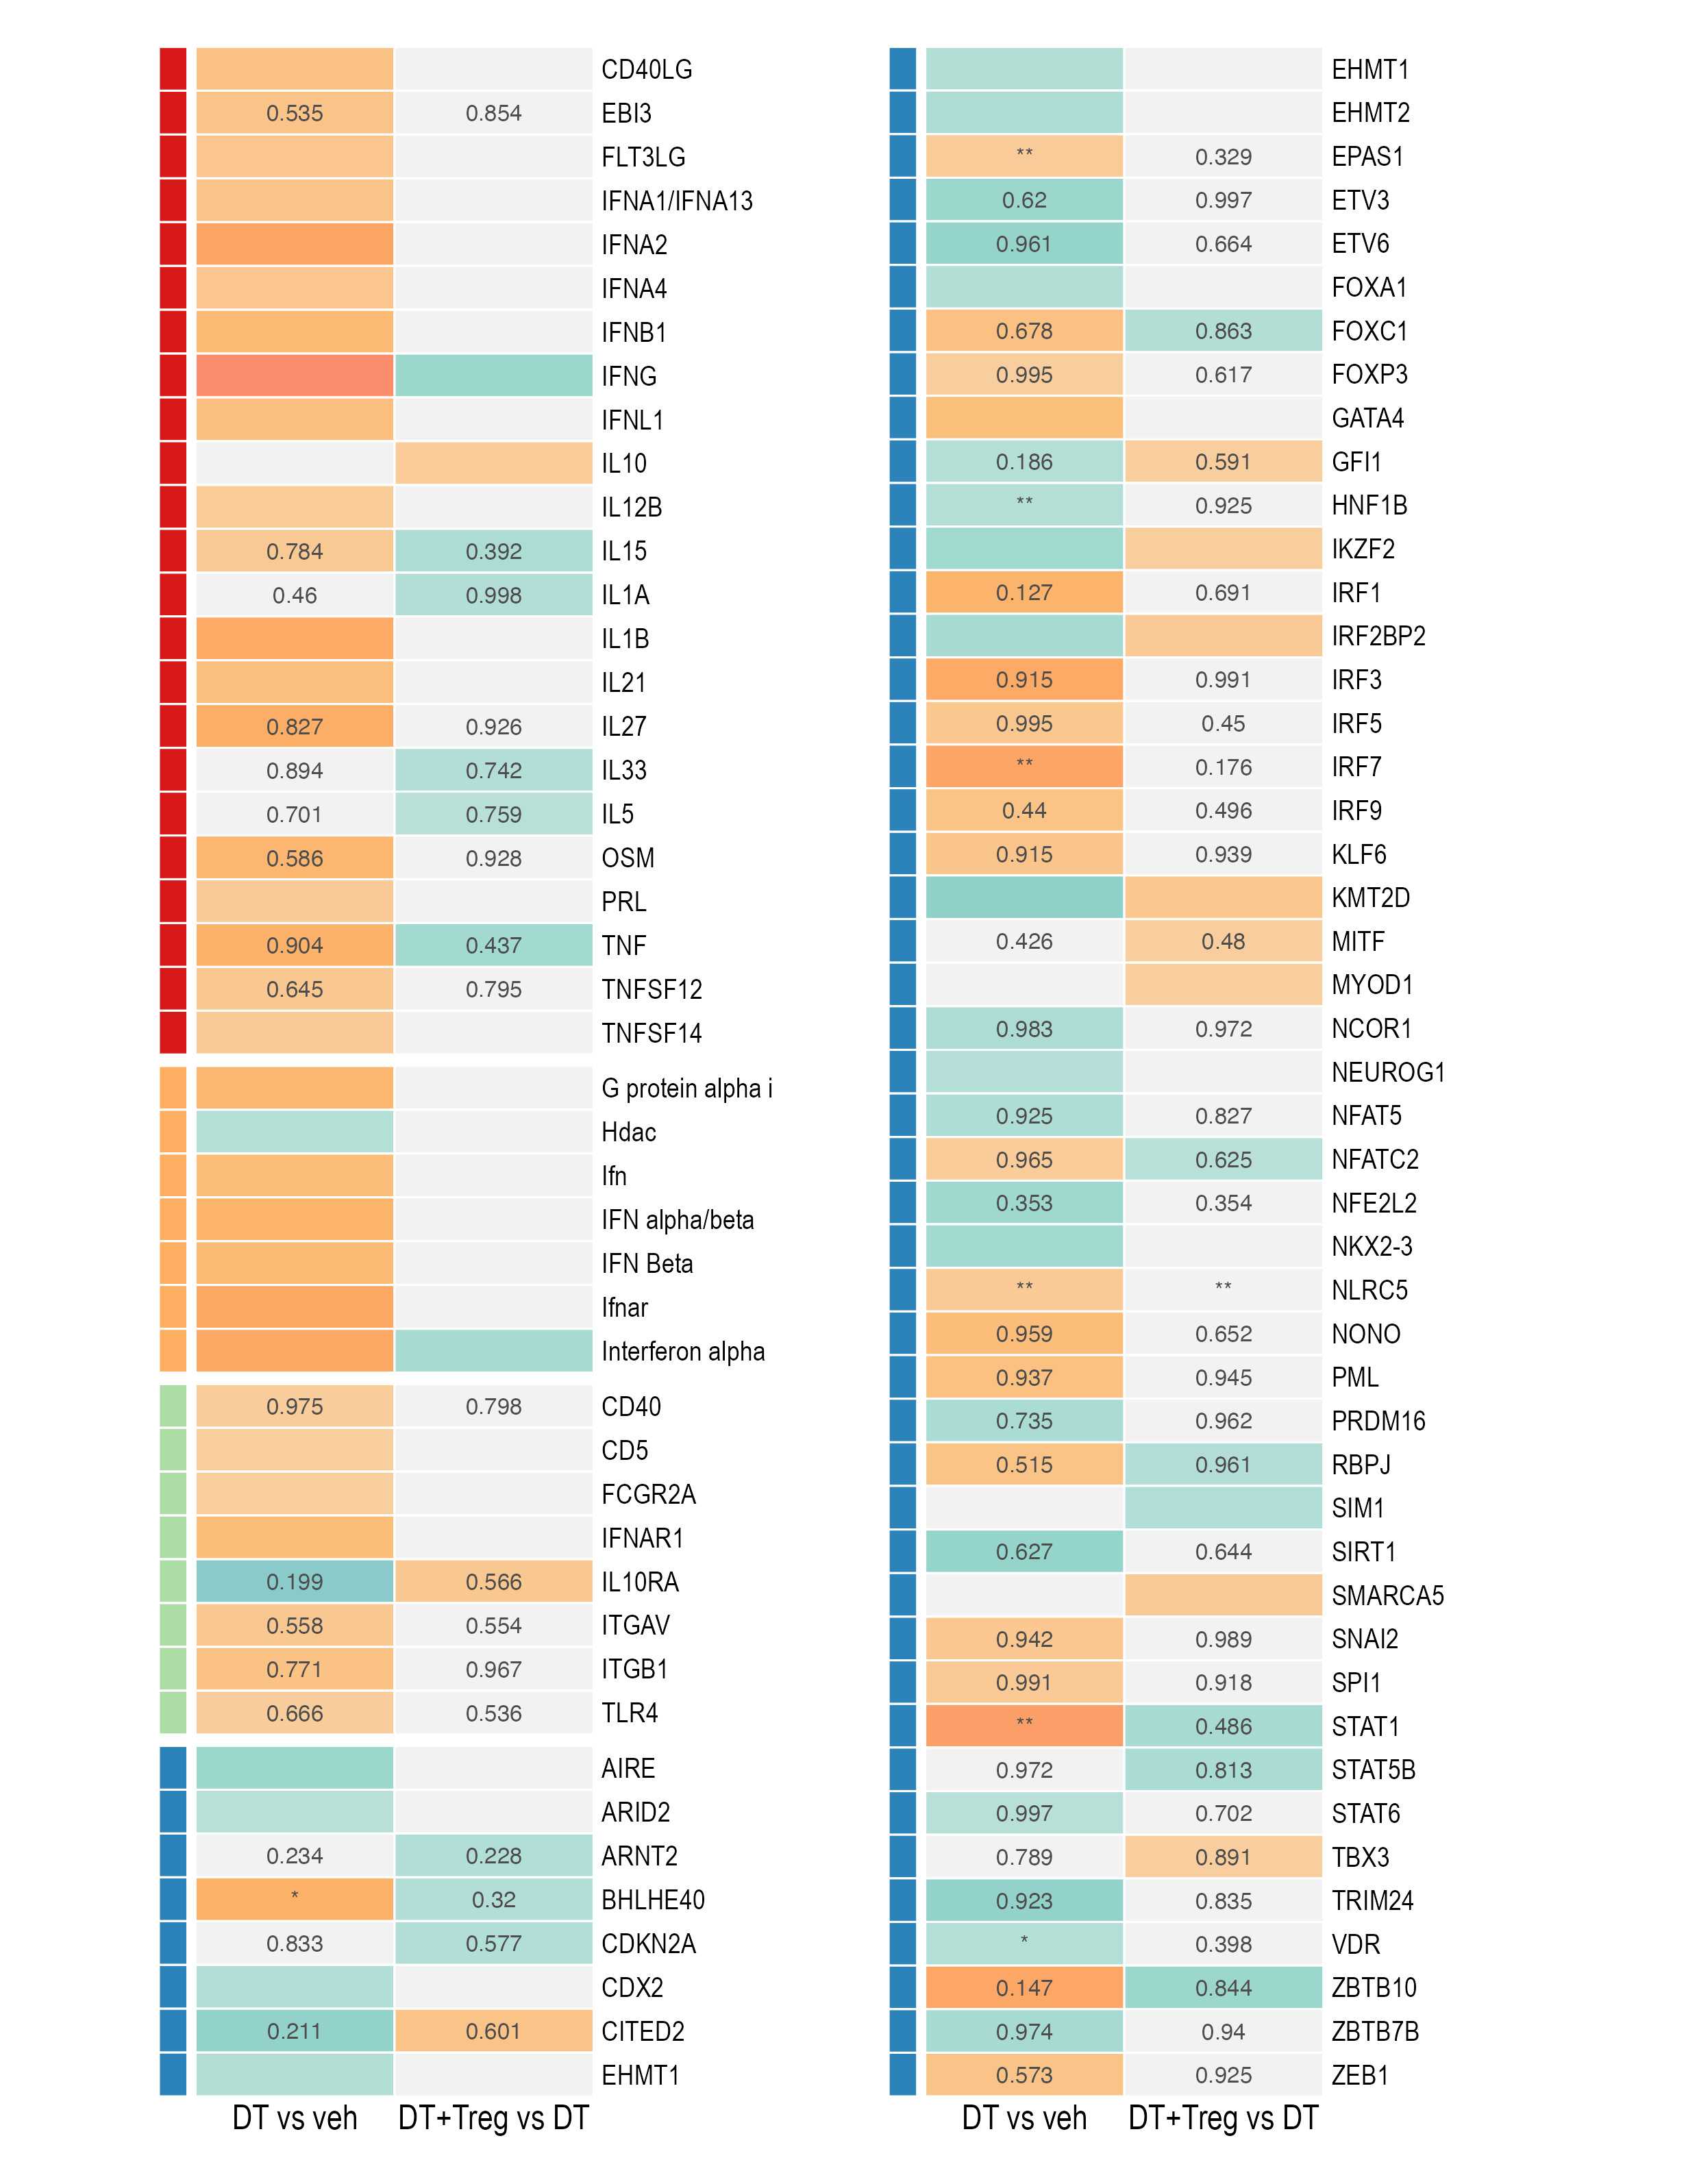 CD40LG
0.535 0.854 EBI3
FLT3LG
IFNA1/IFNA13
IFNA2
IFNA4
IFNB1
IFNG
IFNL1
IL10
IL12B
0.784 0.392 IL15
0.46 0.998 IL1A
IL1B
IL21
0.827 0.926 IL27
0.894 0.742 IL33
0.701 0.759 IL5
0.586 0.928 OSM
PRL
0.904 0.437 TNF
0.645 0.795 TNFSF12
TNFSF14
G protein alpha i
Hdac
Ifn
IFN alpha/beta
IFN Beta
Ifnar
Interferon alpha
0.975 0.798 CD40
CD5
FCGR2A
IFNAR1
0.199 0.566 IL10RA
0.558 0.554 ITGAV
0.771 0.967 ITGB1
0.666 0.536 TLR4
AIRE
ARID2
0.234 0.228 ARNT2
* 0.32 BHLHE40
0.833 0.577 CDKN2A
CDX2
0.211 0.601 CITED2
EHMT1
DT vs veh DT+Treg vs DT
EHMT1
EHMT2
** 0.329 EPAS1
0.62 0.997 ETV3
0.961 0.664 ETV6
FOXA1
0.678 0.863 FOXC1
0.995 0.617 FOXP3
GATA4
0.186 0.591 GFI1
** 0.925 HNF1B
IKZF2
0.127 0.691 IRF1
IRF2BP2
0.915 0.991 IRF3
0.995 0.45 IRF5
** 0.176 IRF7
0.44 0.496 IRF9
0.915 0.939 KLF6
KMT2D
0.426 0.48 MITF
MYOD1
0.983 0.972 NCOR1
NEUROG1
0.925 0.827 NFAT5
0.965 0.625 NFATC2
0.353 0.354 NFE2L2
NKX2-3
** ** NLRC5
0.959 0.652 NONO
0.937 0.945 PML
0.735 0.962 PRDM16
0.515 0.961 RBPJ
SIM1
0.627 0.644 SIRT1
SMARCA5
0.942 0.989 SNAI2
0.991 0.918 SPI1
** 0.486 STAT1
0.972 0.813 STAT5B
0.997 0.702 STAT6
0.789 0.891 TBX3
0.923 0.835 TRIM24
* 0.398 VDR
0.147 0.844 ZBTB10
0.974 0.94 ZBTB7B
0.573 0.925 ZEB1
DT vs veh DT+Treg vs DT